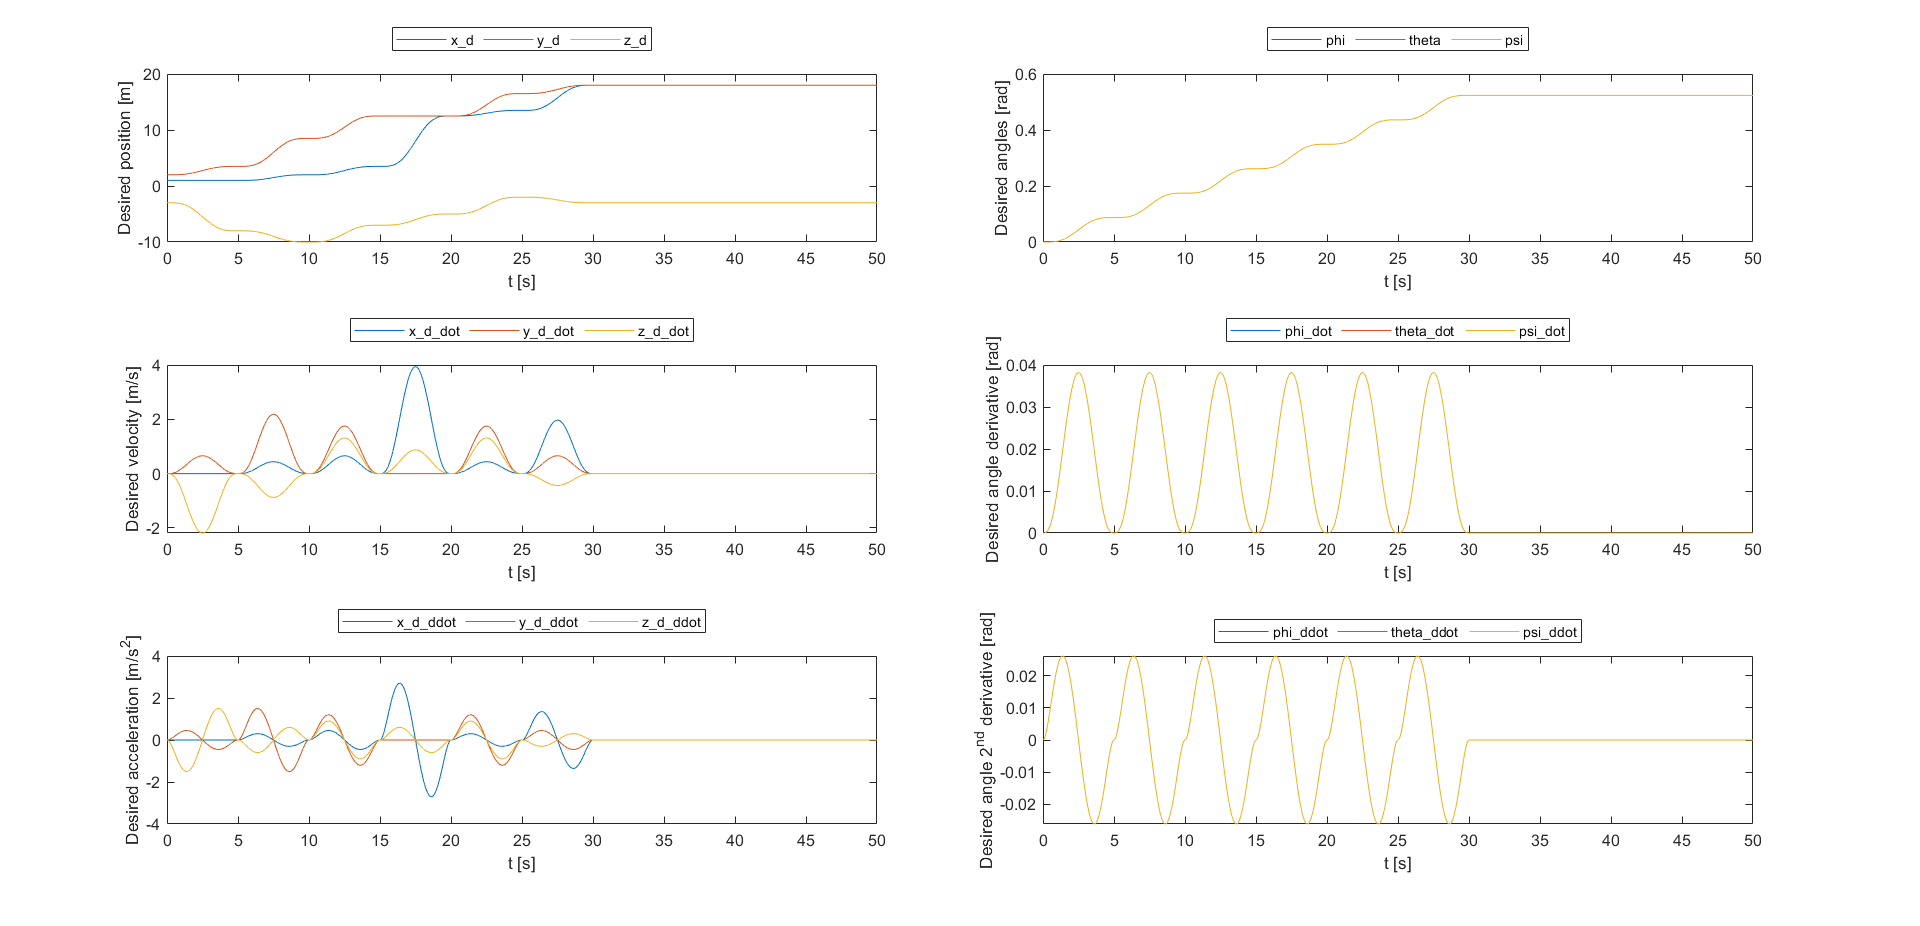 x_d y_d z_d
Desired position [m]
20
10
0
-10
0 5 10 15 20 25 30 35 40 45 50
t [s]
phi theta psi
Desired angles [rad]
0.6
0.4
0.2
0
0 5 10 15 20 25 30 35 40 45 50
t [s]
x_d_dot y_d_dot z_d_dot
Desired velocity [m/s]
4
2
0
-2
0 5 10 15 20 25 30 35 40 45 50
t [s]
phi_dot theta_dot psi_dot
Desired angle derivative [rad]
0.04
0.03
0.02
0.01
0
0 5 10 15 20 25 30 35 40 45 50
t [s]
x_d_ddot y_d_ddot z_d_ddot
Desired acceleration [m/s²]
4
2
0
-2
-4
0 5 10 15 20 25 30 35 40 45 50
t [s]
phi_ddot theta_ddot psi_ddot
Desired angle 2ⁿᵈ derivative [rad]
0.02
0.01
0
-0.01
-0.02
0 5 10 15 20 25 30 35 40 45 50
t [s]